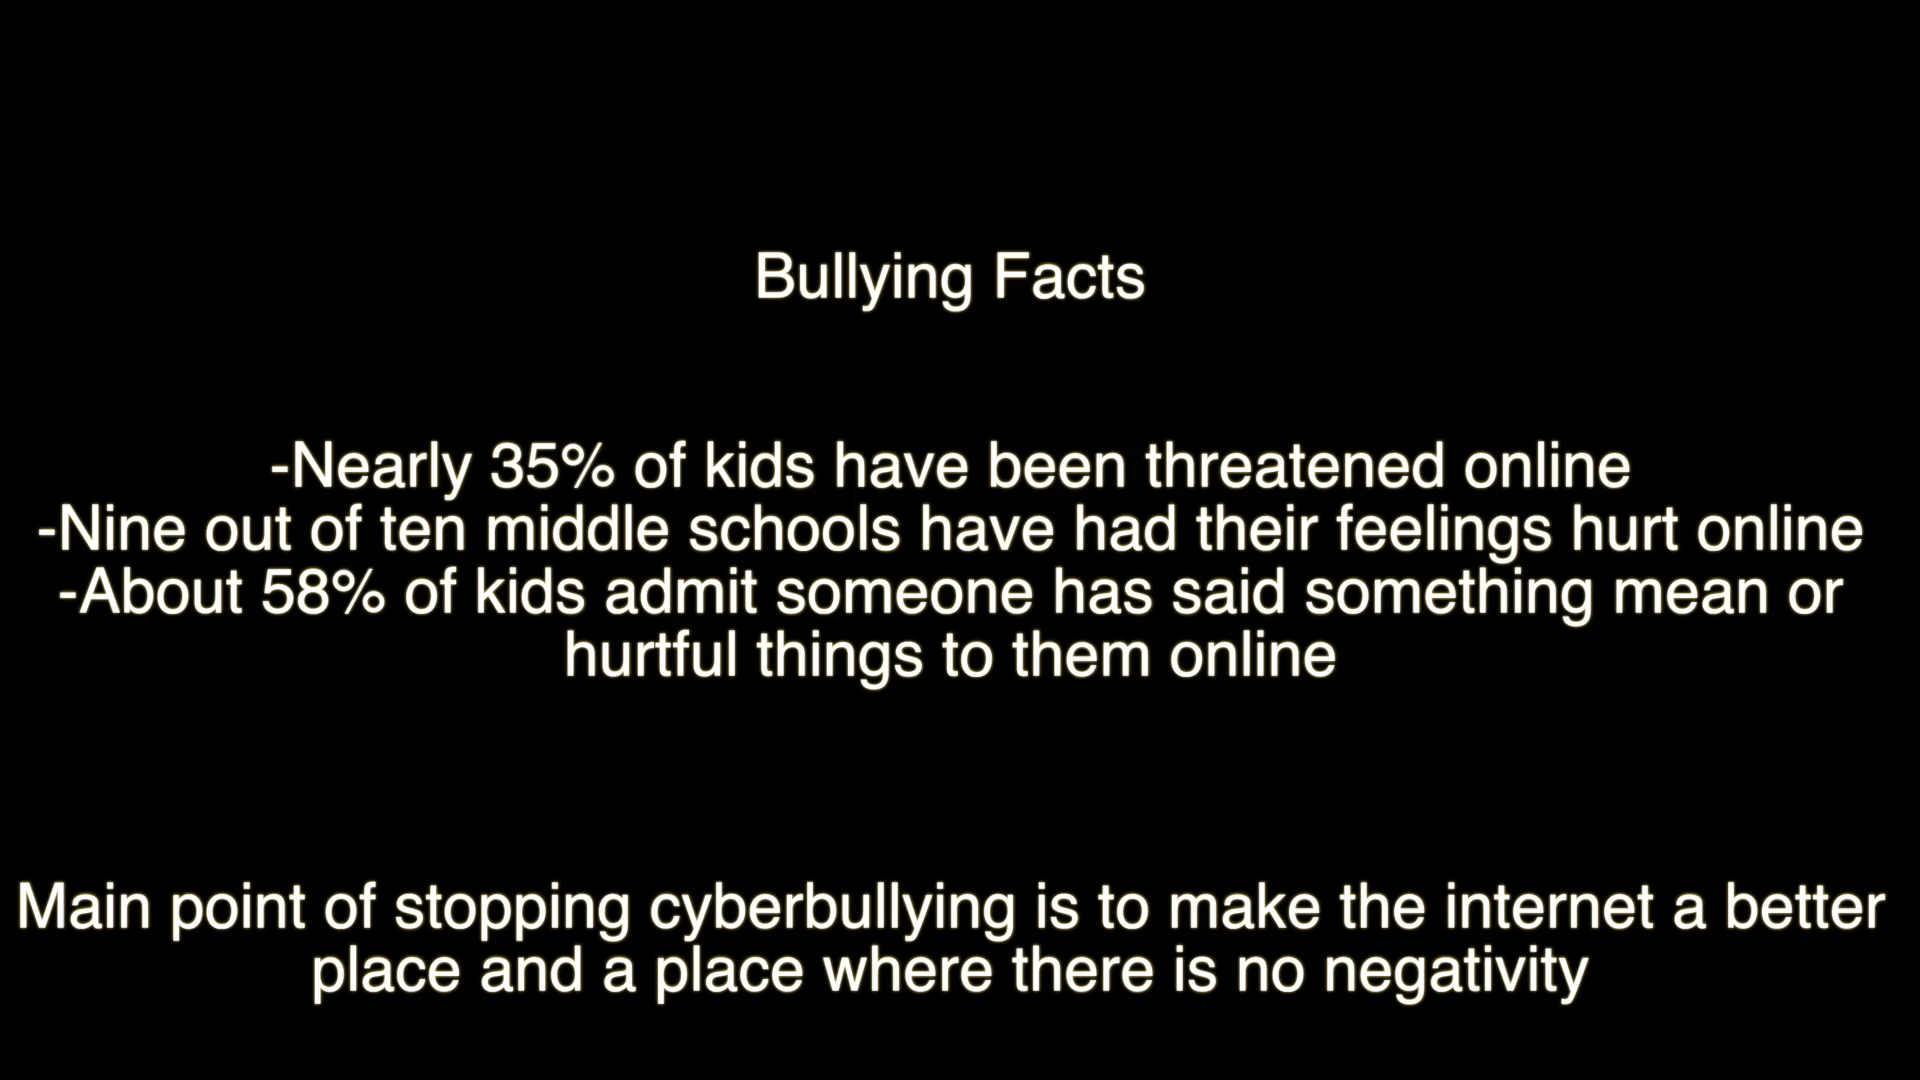 Bullying Facts
-Nearly 35% of kids have been threatened online
-Nine out of ten middle schools have had their feelings hurt online
-About 58% of kids admit someone has said something mean or
hurtful things to them online
Main point of stopping cyberbullying is to make the internet a better
place and a place where there is no negativity